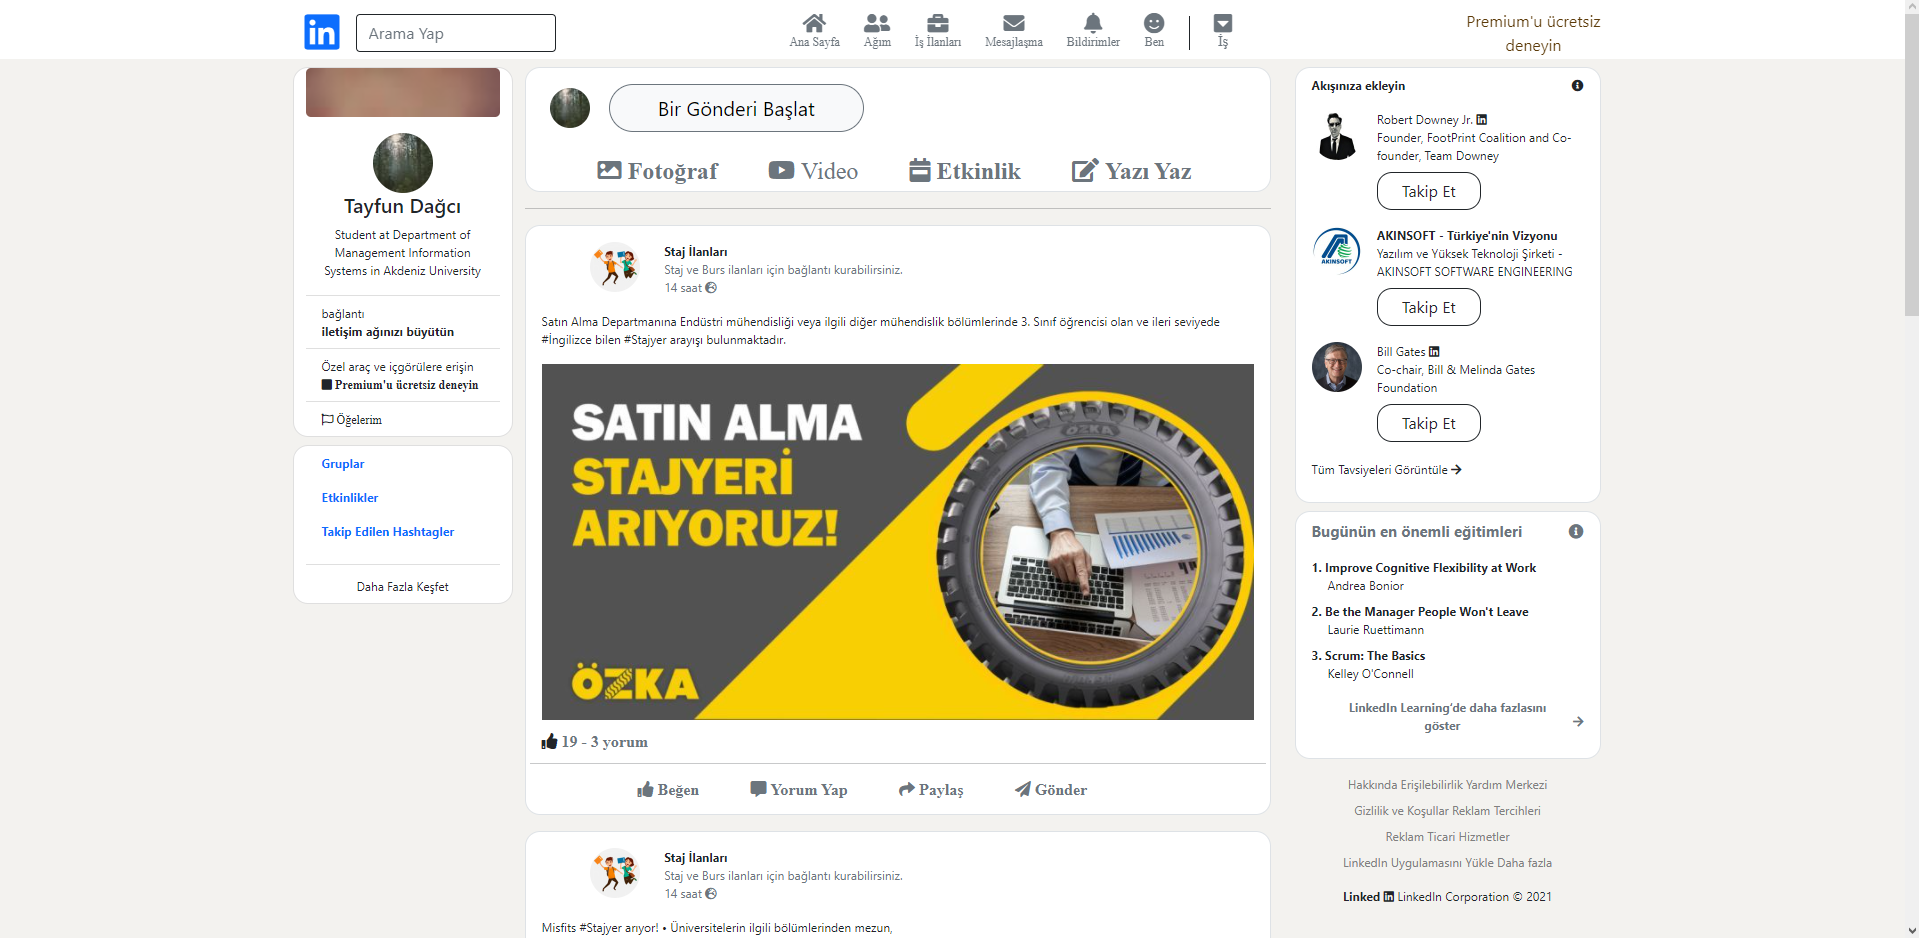 in
Arama Yap
Ana Sayfa
Ağım
İş İlanları
Mesajlaşma
Bildirimler
Ben
İş
Premium'u ücretsiz
deneyin
Tayfun Dağcı
Student at Department of
Management Information
Systems in Akdeniz University
bağlantı
iletişim ağınızı büyütün
Özel araç ve içgörülere erişin
Premium'u ücretsiz deneyin
Öğelerim
Gruplar
Etkinlikler
Takip Edilen Hashtagler
Daha Fazla Keşfet
Bir Gönderi Başlat
Fotoğraf
Video
Etkinlik
Yazı Yaz
Staj İlanları
Staj ve Burs ilanları için bağlantı kurabilirsiniz.
14 saat
Satın Alma Departmanına Endüstri mühendisliği veya ilgili diğer mühendislik bölümlerinde 3. Sınıf öğrencisi olan ve ileri seviyede
#İngilizce bilen #Stajyer arayışı bulunmaktadır.
SATIN ALMA
STAJYERİ
ARIYORUZ!
ÖZKA
ÖZKA
19 - 3 yorum
Beğen
Yorum Yap
Paylaş
Gönder
Staj İlanları
Staj ve Burs ilanları için bağlantı kurabilirsiniz.
14 saat
Misfits #Stajyer arıyor! • Üniversitelerin ilgili bölümlerinden mezun,
Akışınıza ekleyin
Robert Downey Jr. in
Founder, FootPrint Coalition and Co-
founder, Team Downey
Takip Et
AKINSOFT
AKINSOFT - Türkiye'nin Vizyonu
Yazılım ve Yüksek Teknoloji Şirketi -
AKINSOFT SOFTWARE ENGINEERING
Takip Et
Bill Gates in
Co-chair, Bill & Melinda Gates
Foundation
Takip Et
Tüm Tavsiyeleri Görüntüle
Bugünün en önemli eğitimleri
1. Improve Cognitive Flexibility at Work
Andrea Bonior
2. Be the Manager People Won't Leave
Laurie Ruettimann
3. Scrum: The Basics
Kelley O'Connell
LinkedIn Learning'de daha fazlasını
göster
Hakkında Erişilebilirlik Yardım Merkezi
Gizlilik ve Koşullar Reklam Tercihleri
Reklam Ticari Hizmetler
LinkedIn Uygulamasını Yükle Daha fazla
Linked in LinkedIn Corporation © 2021